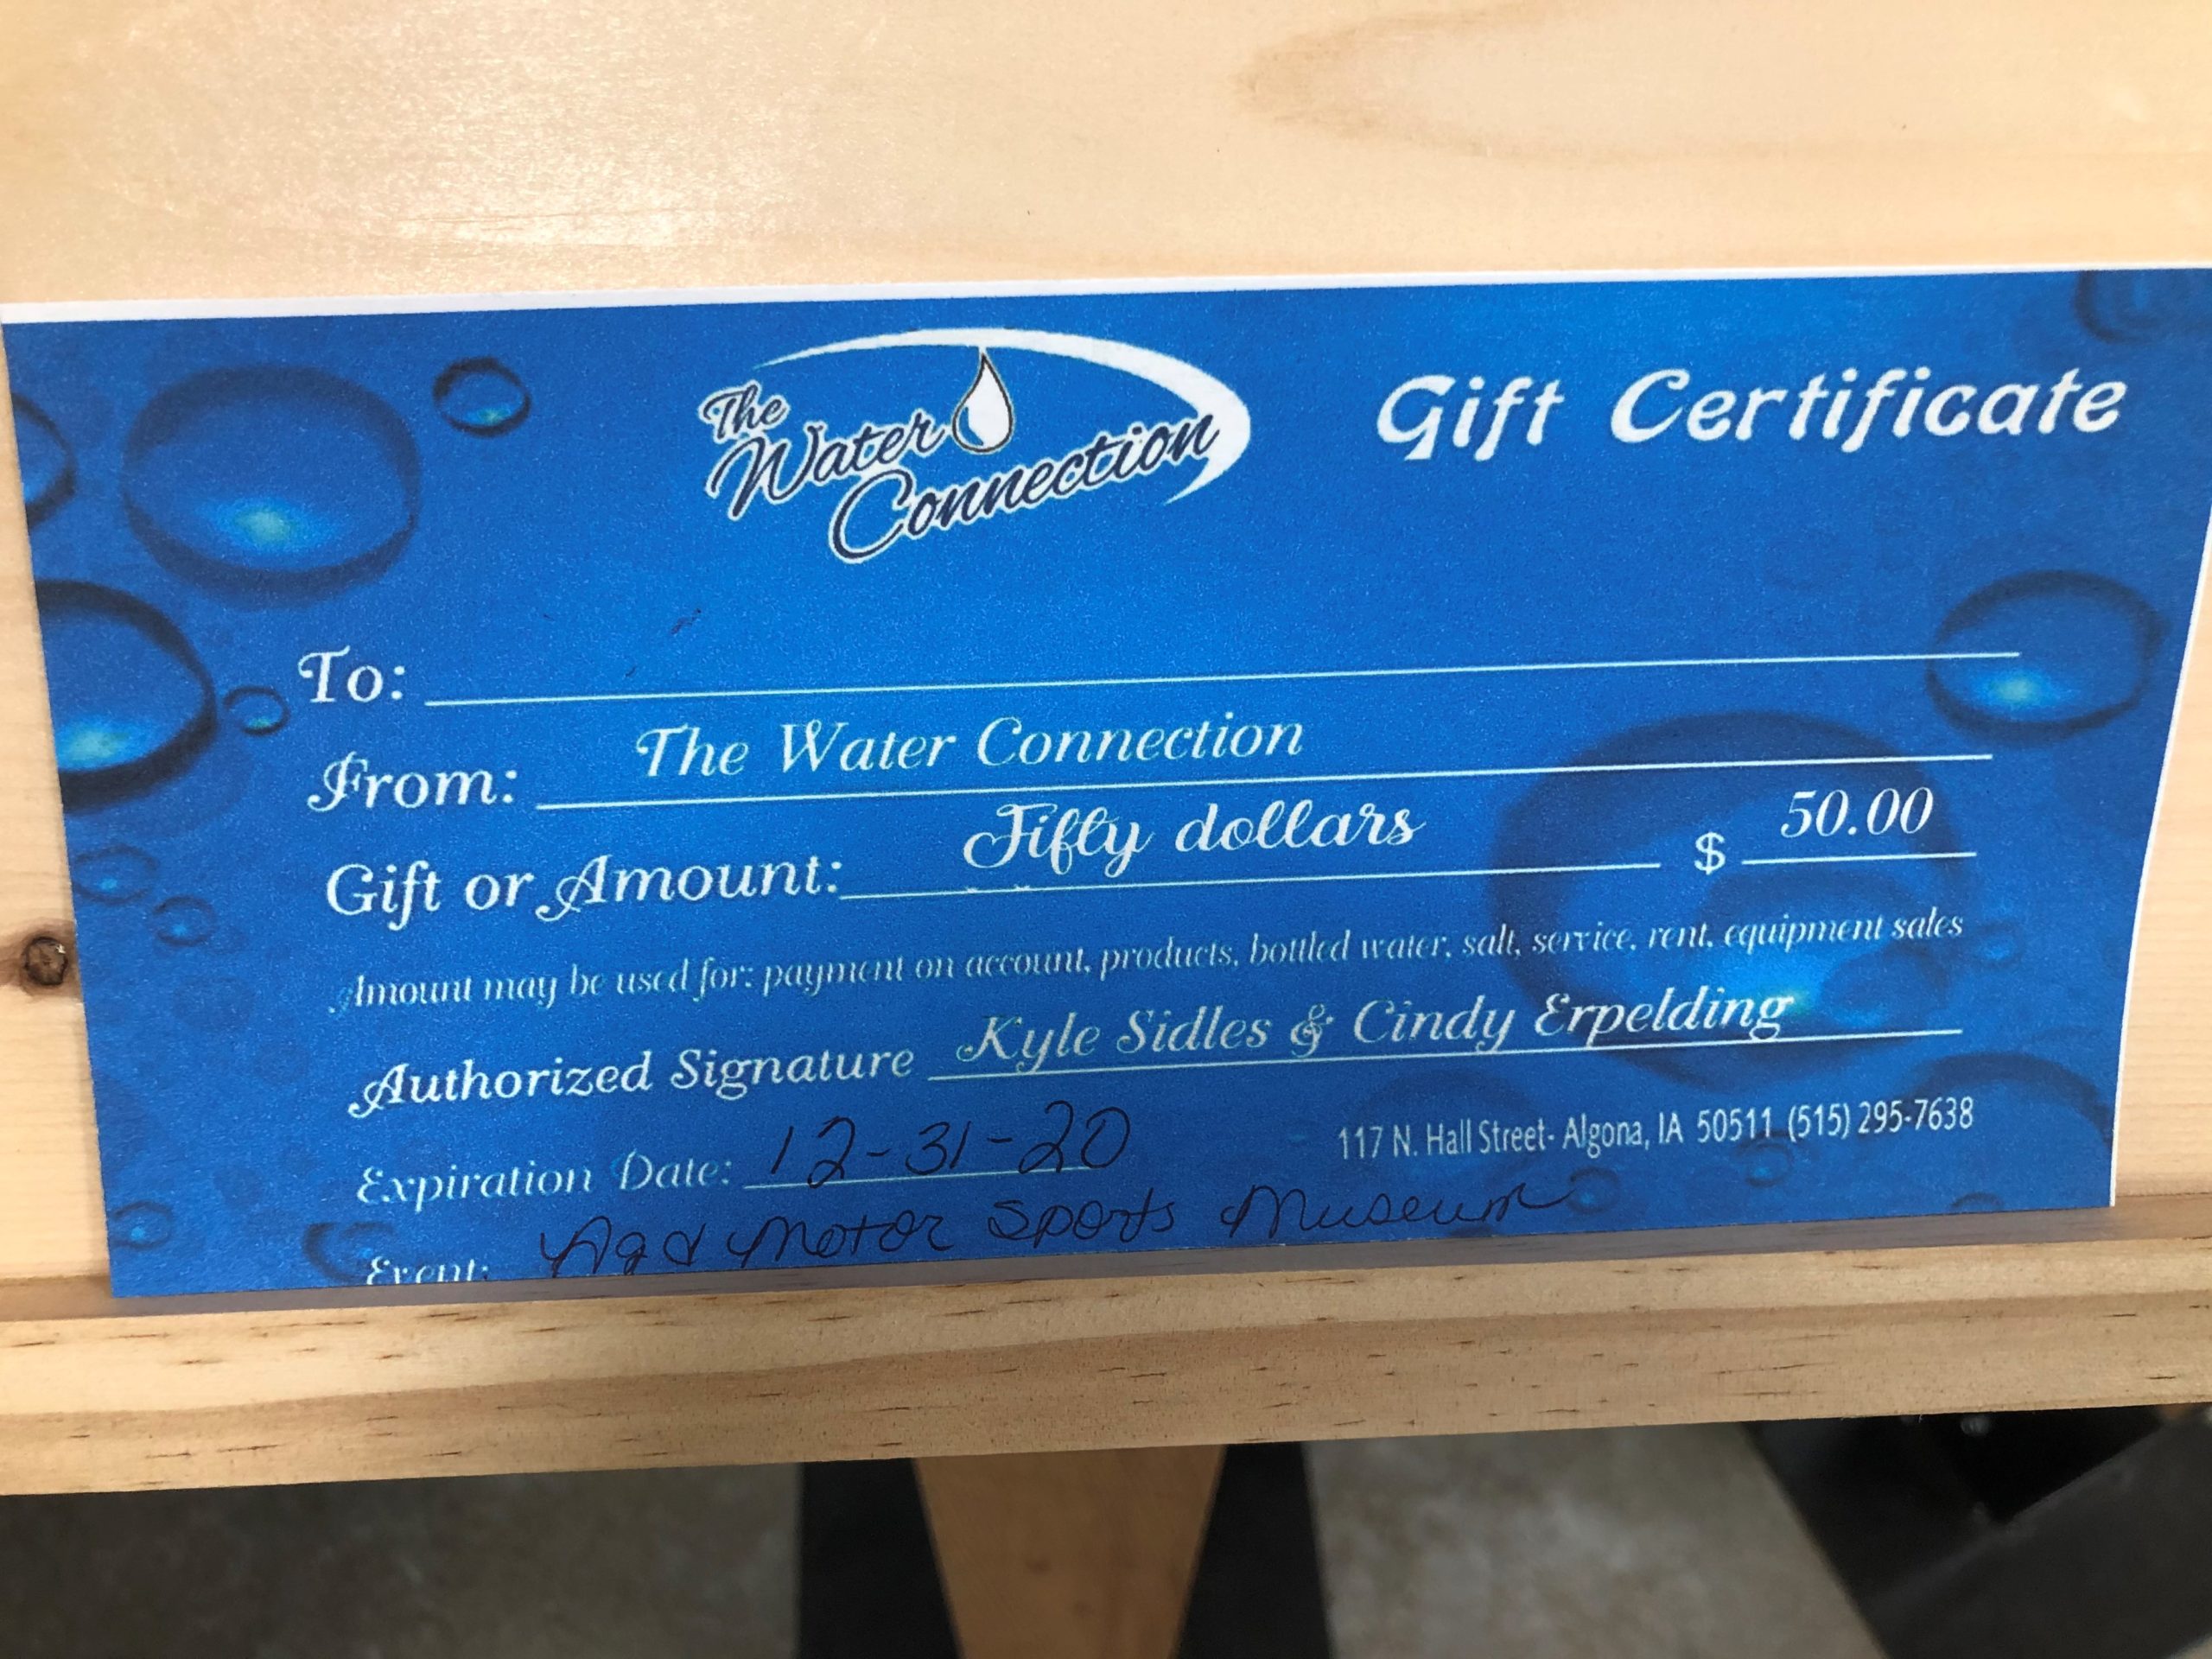 The
Water
Connection
Gift Certificate
To:
From: The Water Connection
Gift or Amount: Fifty dollars $ 50.00
Amount may be used for: payment on account, products, bottled water, salt, service, rent, equipment sales
Authorized Signature Kyle Sidles & Cindy Erpelding
Expiration Date: 12-31-20
117 N. Hall Street- Algona, IA 50511 (515) 295-7638
Event: Ag & Motor Sports Museum